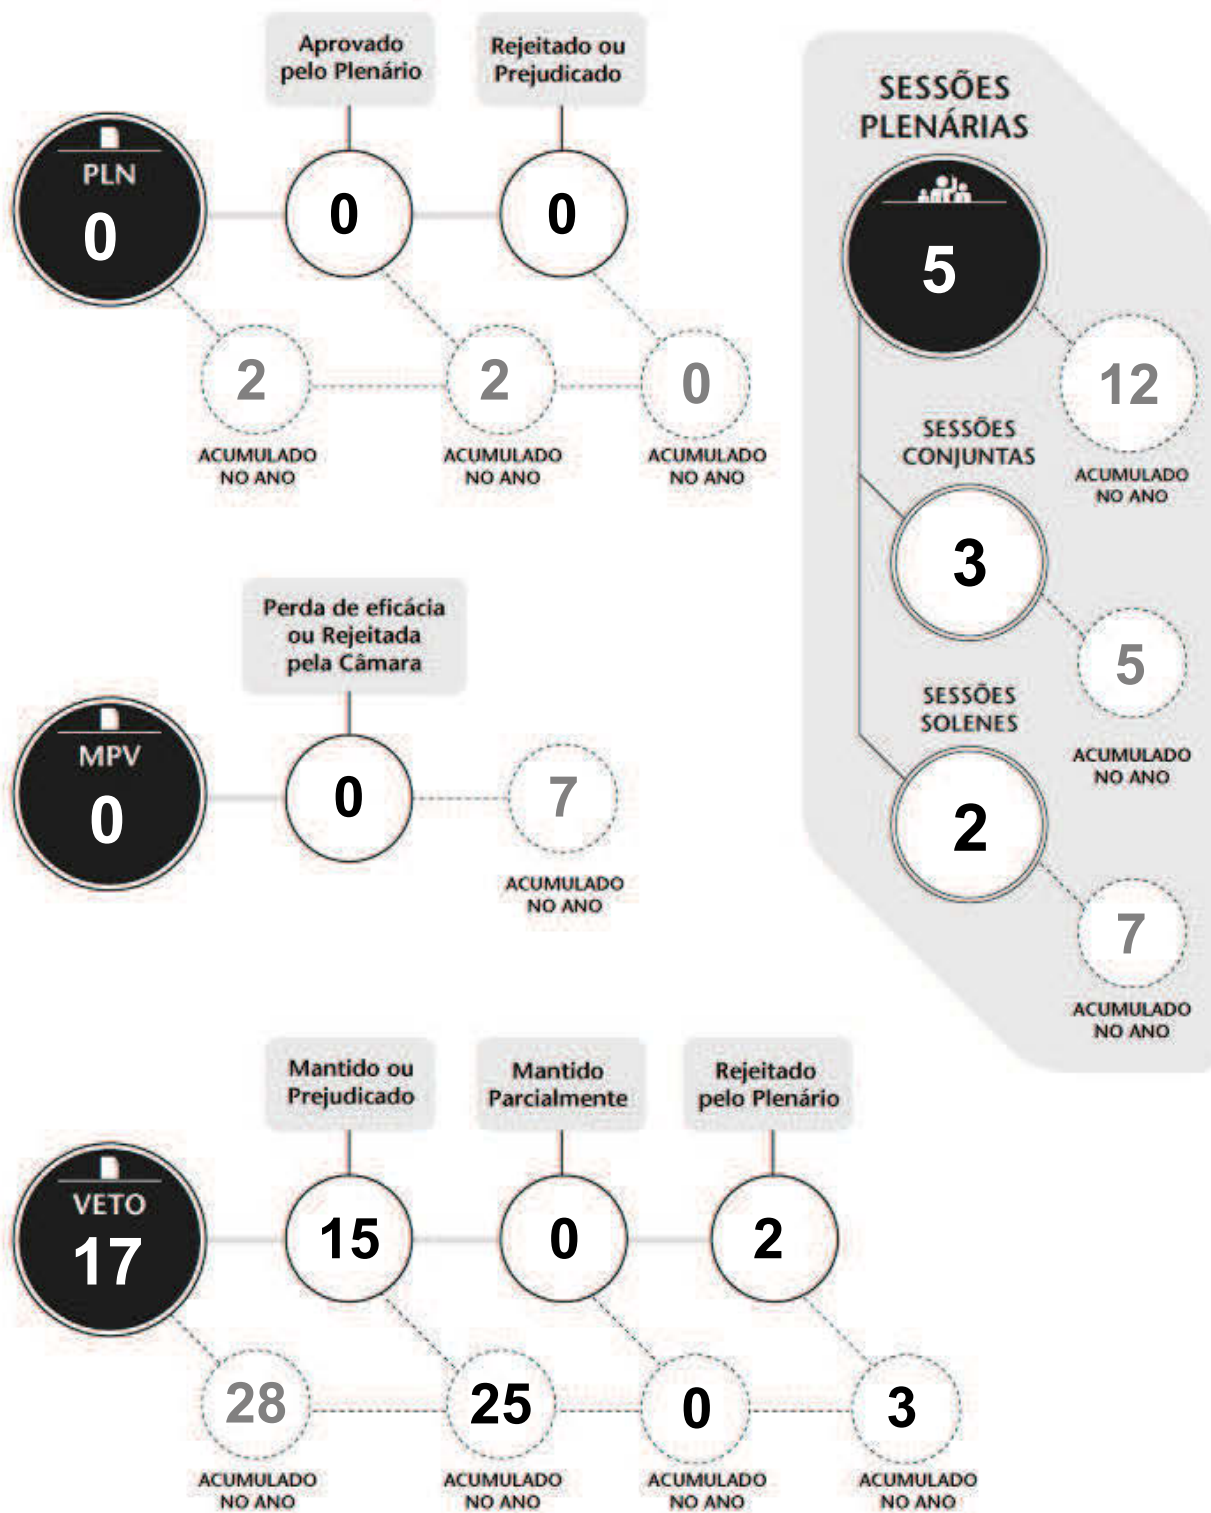 Aprovado
pelo Plenário
Rejeitado ou
Prejudicado
PLN
0
0
0
2
2
0
ACUMULADO
NO ANO
ACUMULADO
NO ANO
ACUMULADO
NO ANO
SESSÕES
PLENÁRIAS
5
12
ACUMULADO
NO ANO
SESSÕES
CONJUNTAS
3
5
ACUMULADO
NO ANO
SESSÕES
SOLENES
2
7
ACUMULADO
NO ANO
Perda de eficácia
ou Rejeitada
pela Câmara
MPV
0
0
7
ACUMULADO
NO ANO
Mantido ou
Prejudicado
Mantido
Parcialmente
Rejeitado
pelo Plenário
VETO
17
15
0
2
28
25
0
3
ACUMULADO
NO ANO
ACUMULADO
NO ANO
ACUMULADO
NO ANO
ACUMULADO
NO ANO